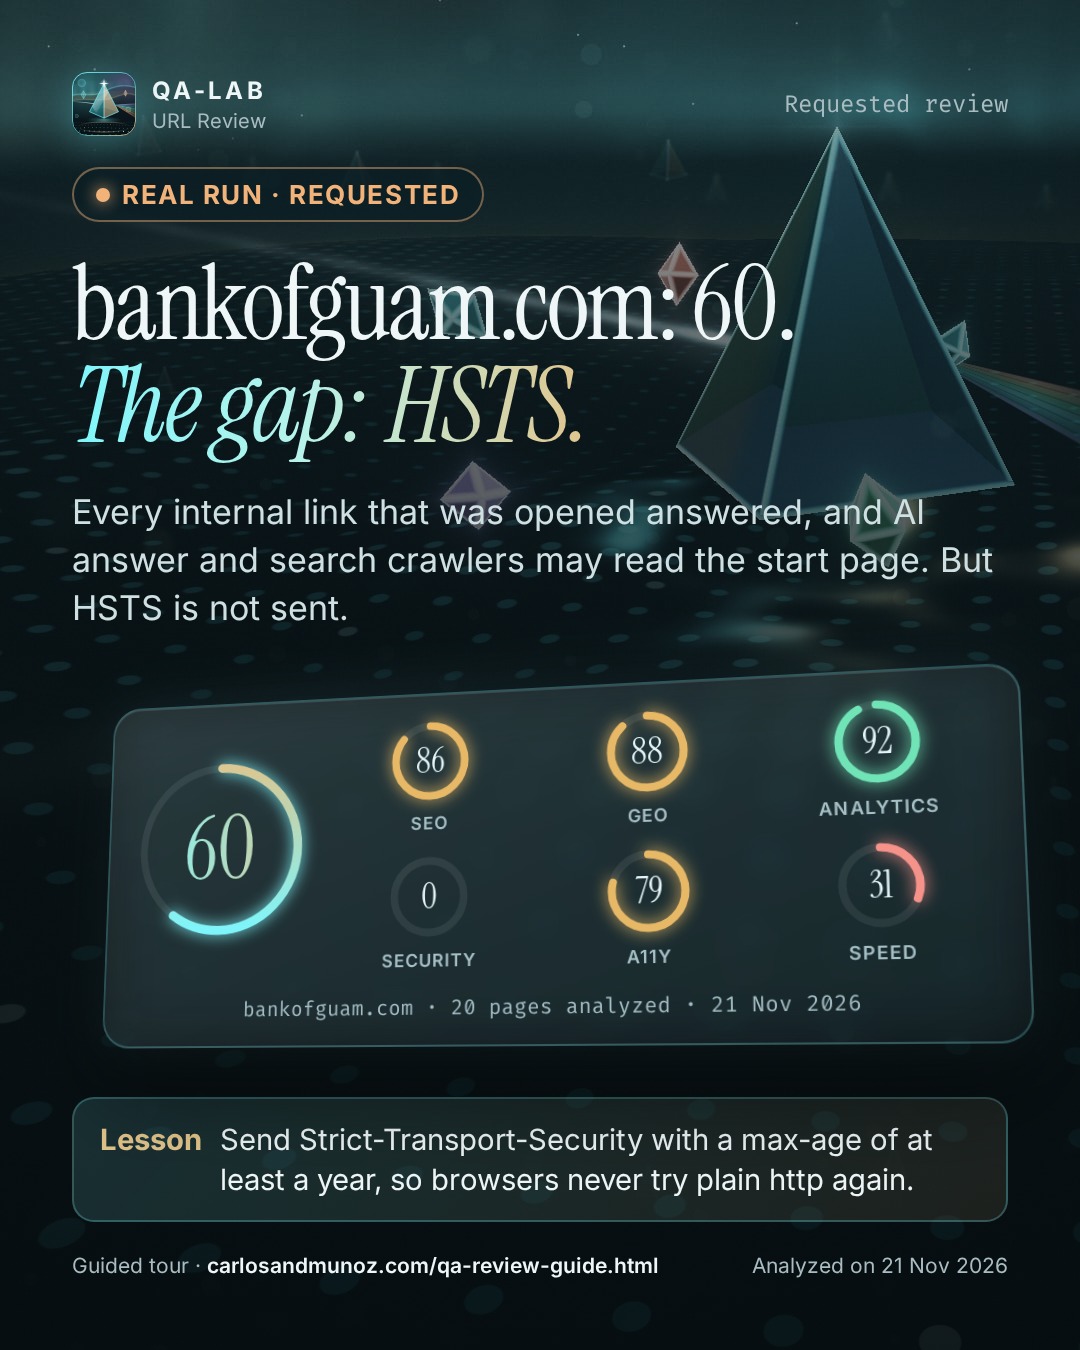 QA-LAB
URL Review
Requested review
REAL RUN · REQUESTED
bankofguam.com: 60.
The gap: HSTS.
Every internal link that was opened answered, and AI
answer and search crawlers may read the start page. But
HSTS is not sent.
60
86
SEO
88
GEO
92
ANALYTICS
0
SECURITY
79
A11Y
31
SPEED
bankofguam.com · 20 pages analyzed · 21 Nov 2026
Lesson Send Strict-Transport-Security with a max-age of at
least a year, so browsers never try plain http again.
Guided tour · carlosandmunoz.com/qa-review-guide.html
Analyzed on 21 Nov 2026